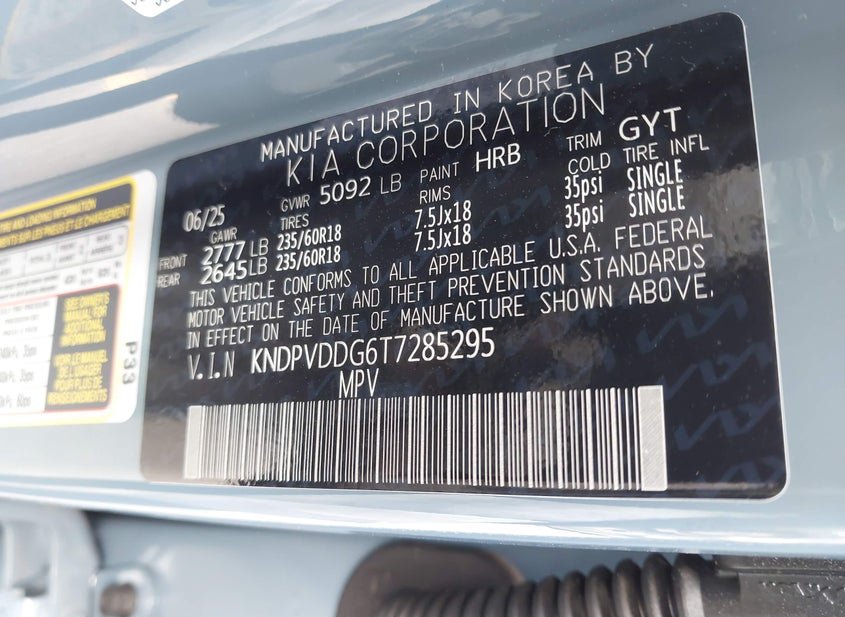 MANUFACTURED IN KOREA BY
KIA CORPORATION
06/25 GVWR 5092 LB PAINT HRB TRIM GYT
GAWR TIRES RIMS COLD TIRE INFL
FRONT 2777 LB 235/60R18 7.5Jx18 35psi SINGLE
REAR 2645 LB 235/60R18 7.5Jx18 35psi SINGLE
THIS VEHICLE CONFORMS TO ALL APPLICABLE U.S.A. FEDERAL
MOTOR VEHICLE SAFETY AND THEFT PREVENTION STANDARDS
IN EFFECT ON THE DATE OF MANUFACTURE SHOWN ABOVE.
V.I.N KNDPVDDG6T7285295
MPV
TIRE AND LOADING INFORMATION
SEE OWNER'S
MANUAL FOR
ADDITIONAL
INFORMATION
VOIR LE MANUEL
DE L'USAGER
POUR PLUS DE
RENSEIGNEMENTS
P33